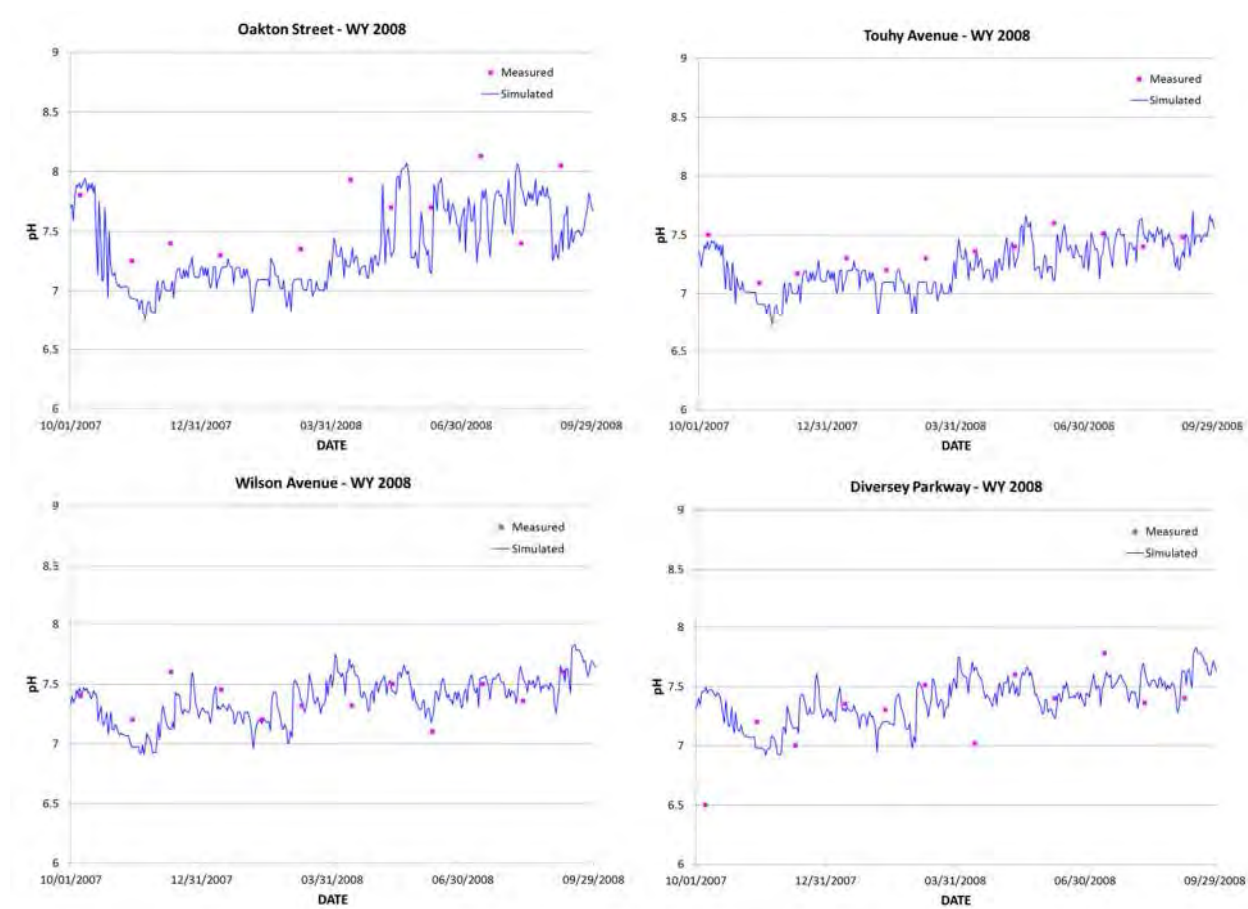 Oakton Street - WY 2008
9
8.5
8
7.5
7
6.5
6
pH
Measured
Simulated
10/01/2007 12/31/2007 03/31/2008 06/30/2008 09/29/2008
DATE
Touhy Avenue - WY 2008
9
8.5
8
7.5
7
6.5
6
pH
Measured
Simulated
10/01/2007 12/31/2007 03/31/2008 06/30/2008 09/29/2008
DATE
Wilson Avenue - WY 2008
9
8.5
8
7.5
7
6.5
6
pH
Measured
Simulated
10/01/2007 12/31/2007 03/31/2008 06/30/2008 09/29/2008
DATE
Diversey Parkway - WY 2008
9
8.5
8
7.5
7
6.5
6
pH
Measured
Simulated
10/01/2007 12/31/2007 03/31/2008 06/30/2008 09/29/2008
DATE